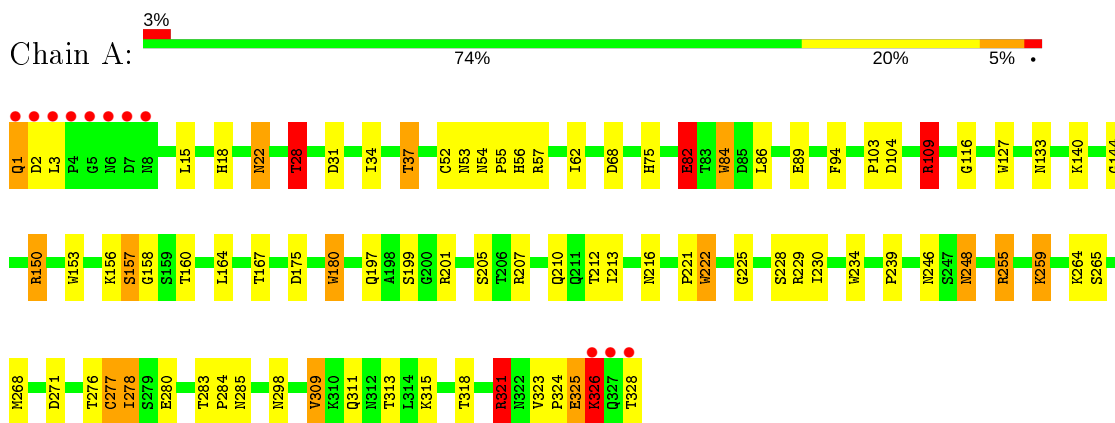 3%
Chain A:
74% 20% 5% •
Q1 D2 L3 P4 G5 N6 D7 N8 L15 H18 N22 T28 D31 I34 T37 C52 N53 N54 P55 H56 R57 I62 D68 H75 E82 T83 W84 D85 L86 E89 F94 P103 D104 R109 G116 W127 N133 K140
R150 W153 K156 S157 G158 S159 T160 L164 T167 D175 W180 Q197 A198 S199 G200 R201 S205 T206 R207 Q210 Q211 T212 I213 N216 P221 W222 G225 S228 R229 I230 W234 P239 N246 S247 N248 R255 K259 K264 S265
M268 D271 T276 C277 I278 S279 E280 T283 P284 N285 N298 V309 K310 Q311 N312 T313 L314 K315 T318 R321 N322 V323 P324 E325 K326 Q327 T328